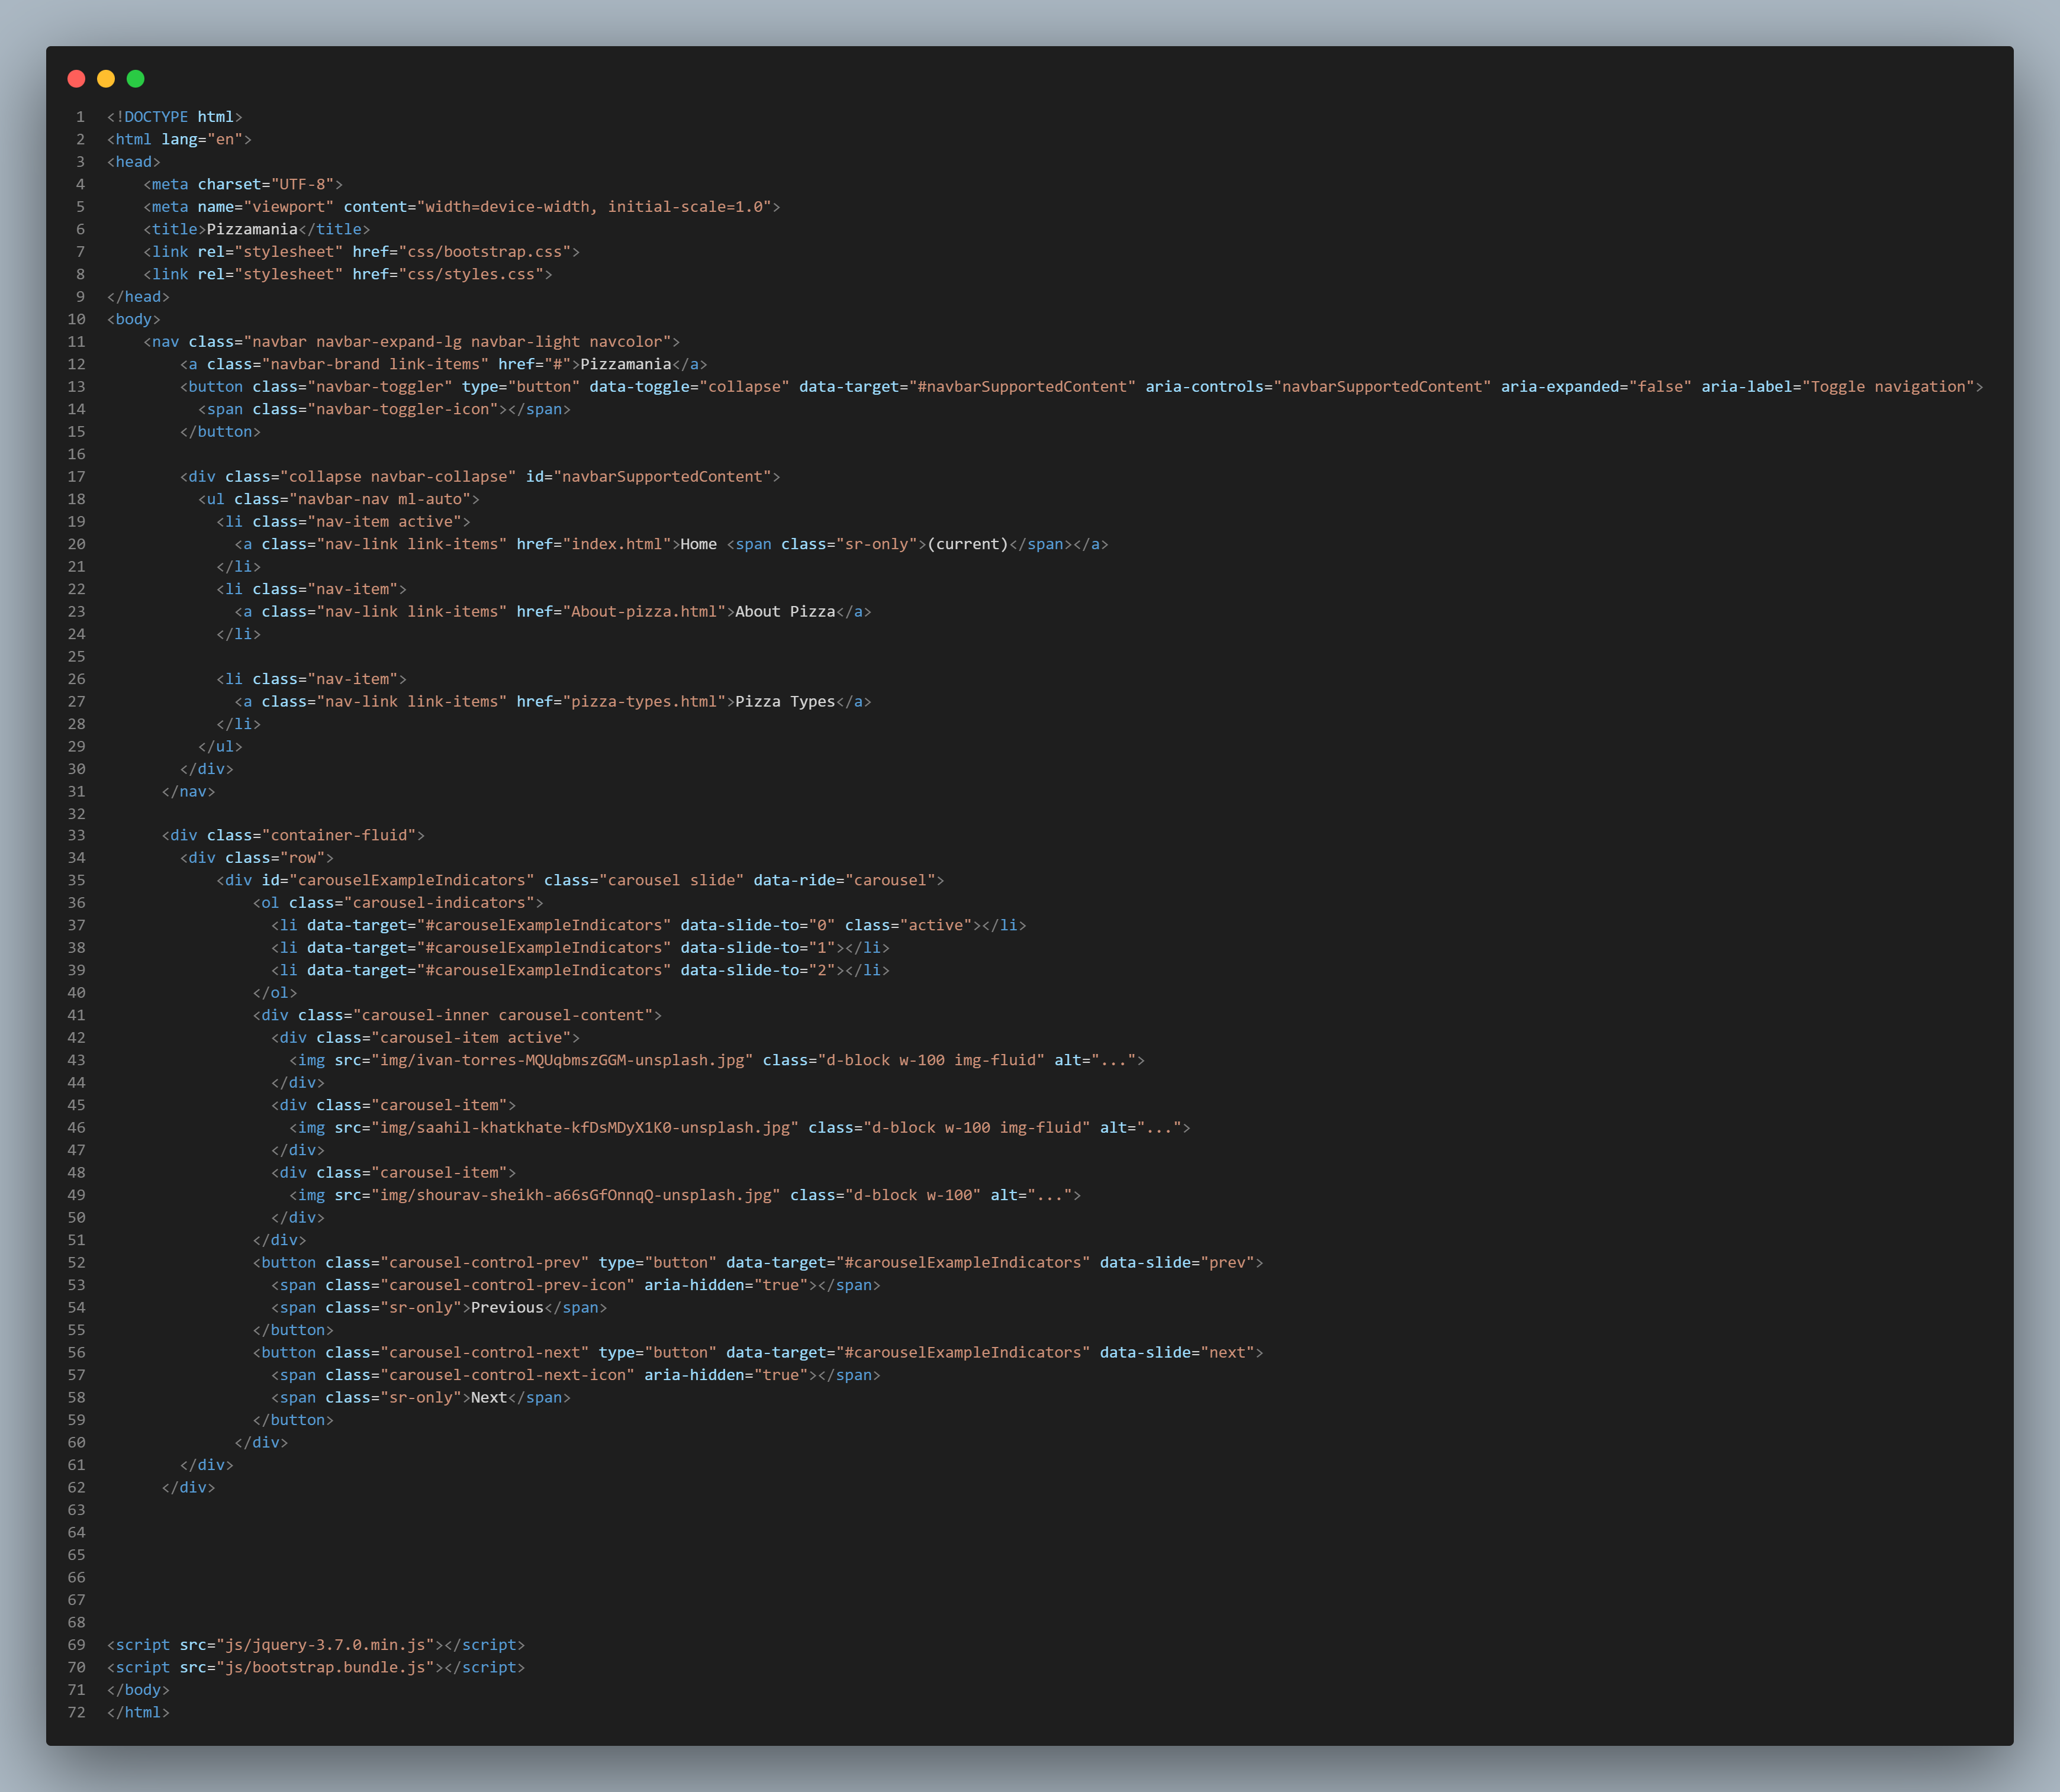 1 <!DOCTYPE html>
2 <html lang="en">
3 <head>
4     <meta charset="UTF-8">
5     <meta name="viewport" content="width=device-width, initial-scale=1.0">
6     <title>Pizzamania</title>
7     <link rel="stylesheet" href="css/bootstrap.css">
8     <link rel="stylesheet" href="css/styles.css">
9 </head>
10 <body>
11     <nav class="navbar navbar-expand-lg navbar-light navcolor">
12         <a class="navbar-brand link-items" href="#">Pizzamania</a>
13         <button class="navbar-toggler" type="button" data-toggle="collapse" data-target="#navbarSupportedContent" aria-controls="navbarSupportedContent" aria-expanded="false" aria-label="Toggle navigation">
14           <span class="navbar-toggler-icon"></span>
15         </button>
16
17         <div class="collapse navbar-collapse" id="navbarSupportedContent">
18           <ul class="navbar-nav ml-auto">
19             <li class="nav-item active">
20               <a class="nav-link link-items" href="index.html">Home <span class="sr-only">(current)</span></a>
21             </li>
22             <li class="nav-item">
23               <a class="nav-link link-items" href="About-pizza.html">About Pizza</a>
24             </li>
25
26             <li class="nav-item">
27               <a class="nav-link link-items" href="pizza-types.html">Pizza Types</a>
28             </li>
29           </ul>
30         </div>
31       </nav>
32
33       <div class="container-fluid">
34         <div class="row">
35             <div id="carouselExampleIndicators" class="carousel slide" data-ride="carousel">
36                 <ol class="carousel-indicators">
37                   <li data-target="#carouselExampleIndicators" data-slide-to="0" class="active"></li>
38                   <li data-target="#carouselExampleIndicators" data-slide-to="1"></li>
39                   <li data-target="#carouselExampleIndicators" data-slide-to="2"></li>
40                 </ol>
41                 <div class="carousel-inner carousel-content">
42                   <div class="carousel-item active">
43                     <img src="img/ivan-torres-MQUqbmszGGM-unsplash.jpg" class="d-block w-100 img-fluid" alt="...">
44                   </div>
45                   <div class="carousel-item">
46                     <img src="img/saahil-khatkhate-kfDsMDyX1K0-unsplash.jpg" class="d-block w-100 img-fluid" alt="...">
47                   </div>
48                   <div class="carousel-item">
49                     <img src="img/shourav-sheikh-a66sGfOnnqQ-unsplash.jpg" class="d-block w-100" alt="...">
50                   </div>
51                 </div>
52                 <button class="carousel-control-prev" type="button" data-target="#carouselExampleIndicators" data-slide="prev">
53                   <span class="carousel-control-prev-icon" aria-hidden="true"></span>
54                   <span class="sr-only">Previous</span>
55                 </button>
56                 <button class="carousel-control-next" type="button" data-target="#carouselExampleIndicators" data-slide="next">
57                   <span class="carousel-control-next-icon" aria-hidden="true"></span>
58                   <span class="sr-only">Next</span>
59                 </button>
60               </div>
61         </div>
62       </div>
63
64
65
66
67
68
69 <script src="js/jquery-3.7.0.min.js"></script>
70 <script src="js/bootstrap.bundle.js"></script>
71 </body>
72 </html>